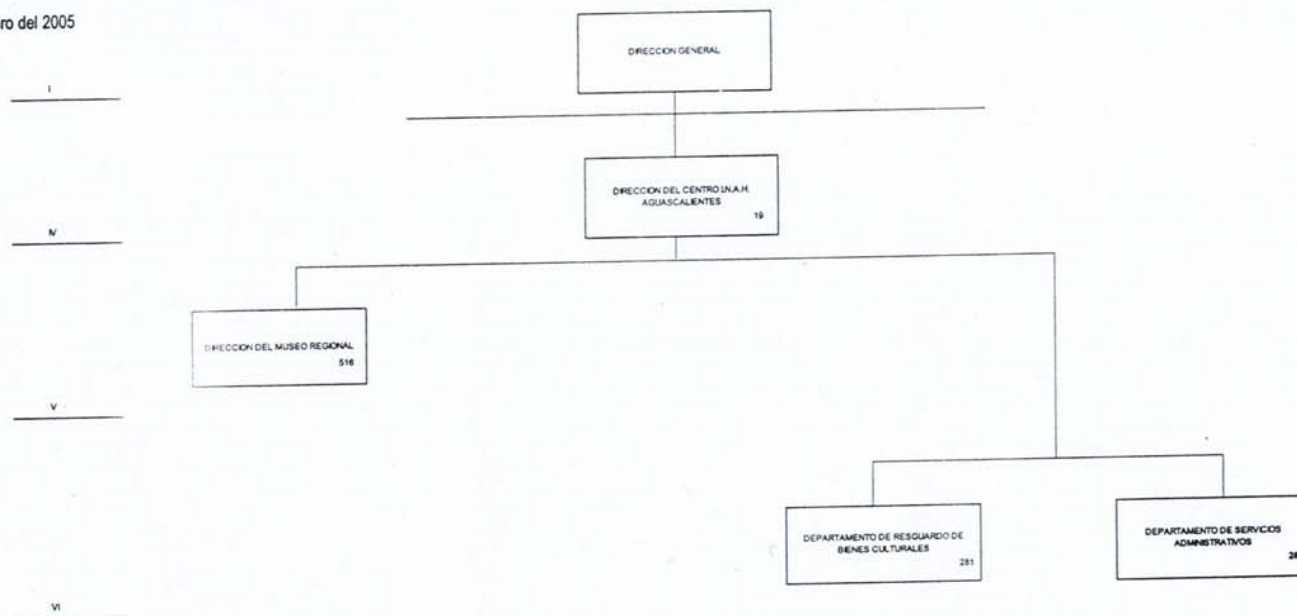 del 2005
DIRECCION GENERAL
I
DIRECCION DEL CENTRO I.N.A.H.
AGUASCALIENTES
19
IV
DIRECCION DEL MUSEO REGIONAL
516
V
DEPARTAMENTO DE RESGUARDO DE
BIENES CULTURALES
281
DEPARTAMENTO DE SERVICIOS
ADMINISTRATIVOS
VI